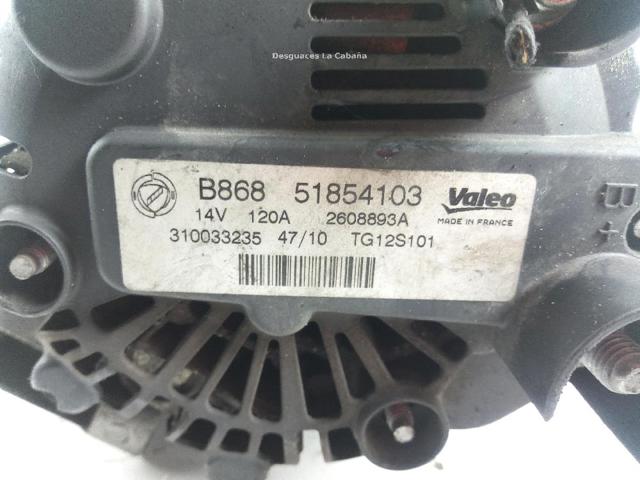 Desguaces La Cabaña
B868 51854103 Valeo
14V 120A 2608893A MADE IN FRANCE
310033235 47/10 TG12S101
B
+